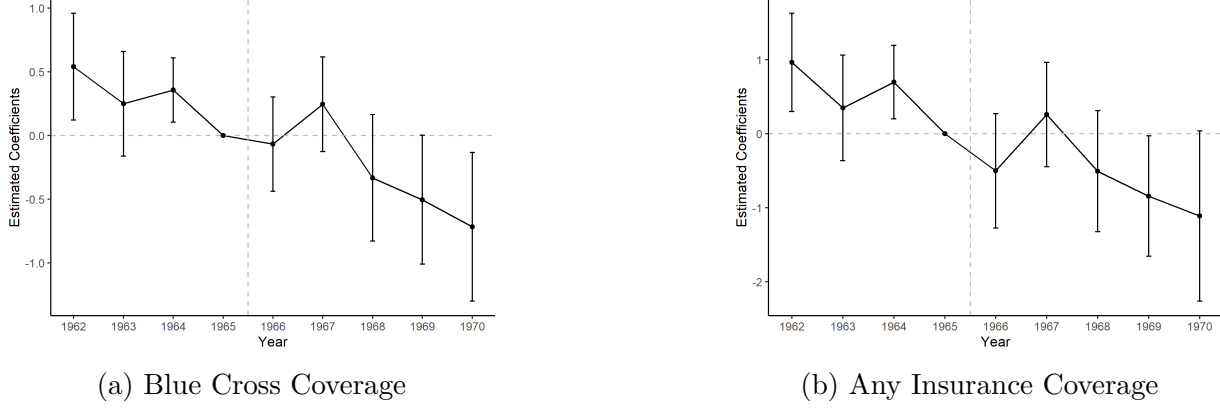 1.0
0.5
0.0
-0.5
-1.0
Estimated Coefficients
1962 1963 1964 1965 1966 1967 1968 1969 1970
Year
(a) Blue Cross Coverage
1
0
-1
-2
Estimated Coefficients
1962 1963 1964 1965 1966 1967 1968 1969 1970
Year
(b) Any Insurance Coverage